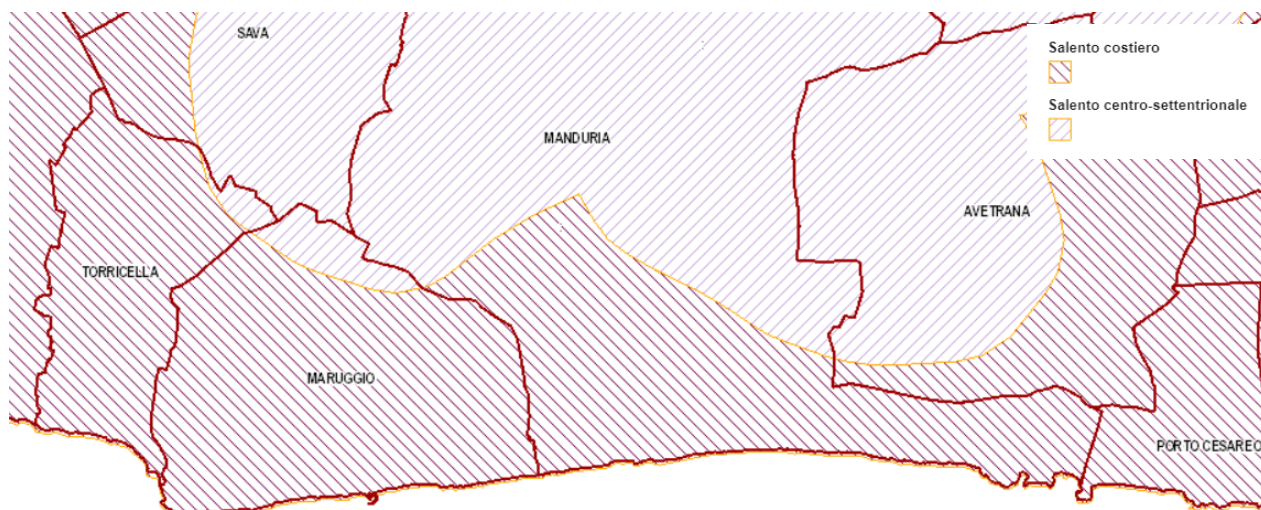 SAVA
Salento costiero
Salento centro-settentrionale
MANDURIA
AVETRANA
TORRICELLA
MARUGGIO
PORTO CESAREO